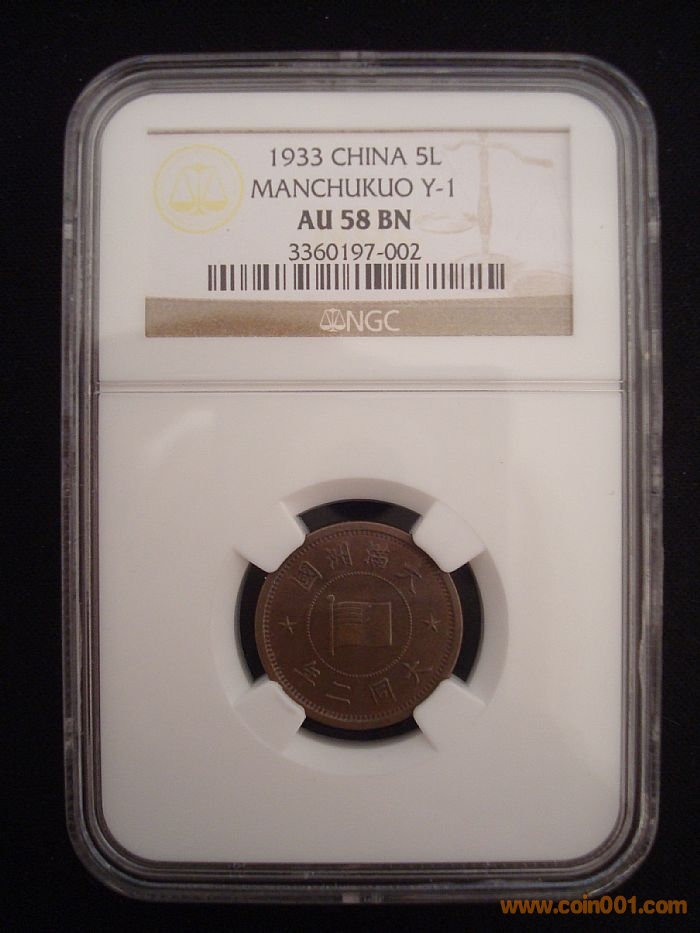 1933 CHINA 5L
MANCHUKUO Y-1
AU 58 BN
3360197-002
NGC
大滿洲國
大同二年
www.coin001.com